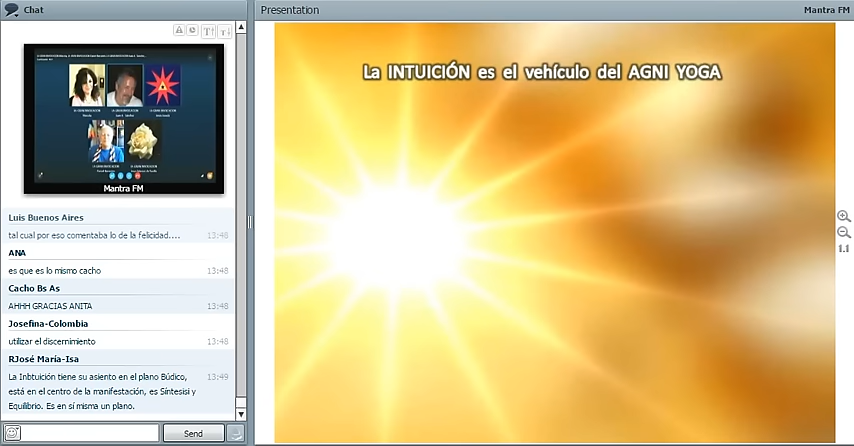 Chat
Mantra FM
Luis Buenos Aires
tal cual por eso comentaba lo de la felicidad.... 13:48
ANA
es que es lo mismo cacho 13:48
Cacho Bs As
AHHH GRACIAS ANITA 13:48
Josefina-Colombia
utilizar el discernimiento 13:48
RJosé María-Isa
La Inbtuición tiene su asiento en el plano Búdico, 13:49
está en el centro de la manifestación, es Síntesisi y
Equilibrio. Es en sí misma un plano.
Send
Presentation Mantra FM
La INTUICIÓN es el vehículo del AGNI YOGA
1:1